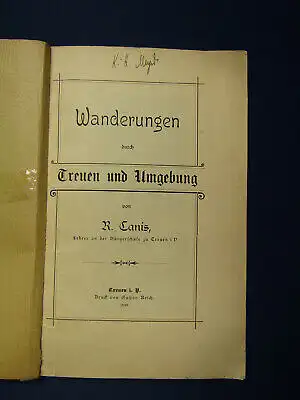 Wanderungen
durch
Treuen und Umgebung
von
R. Canis,
Lehrer an der Bürgerschule zu Treuen i. V.
Treuen i. V.
Druck von Gustav Reich.